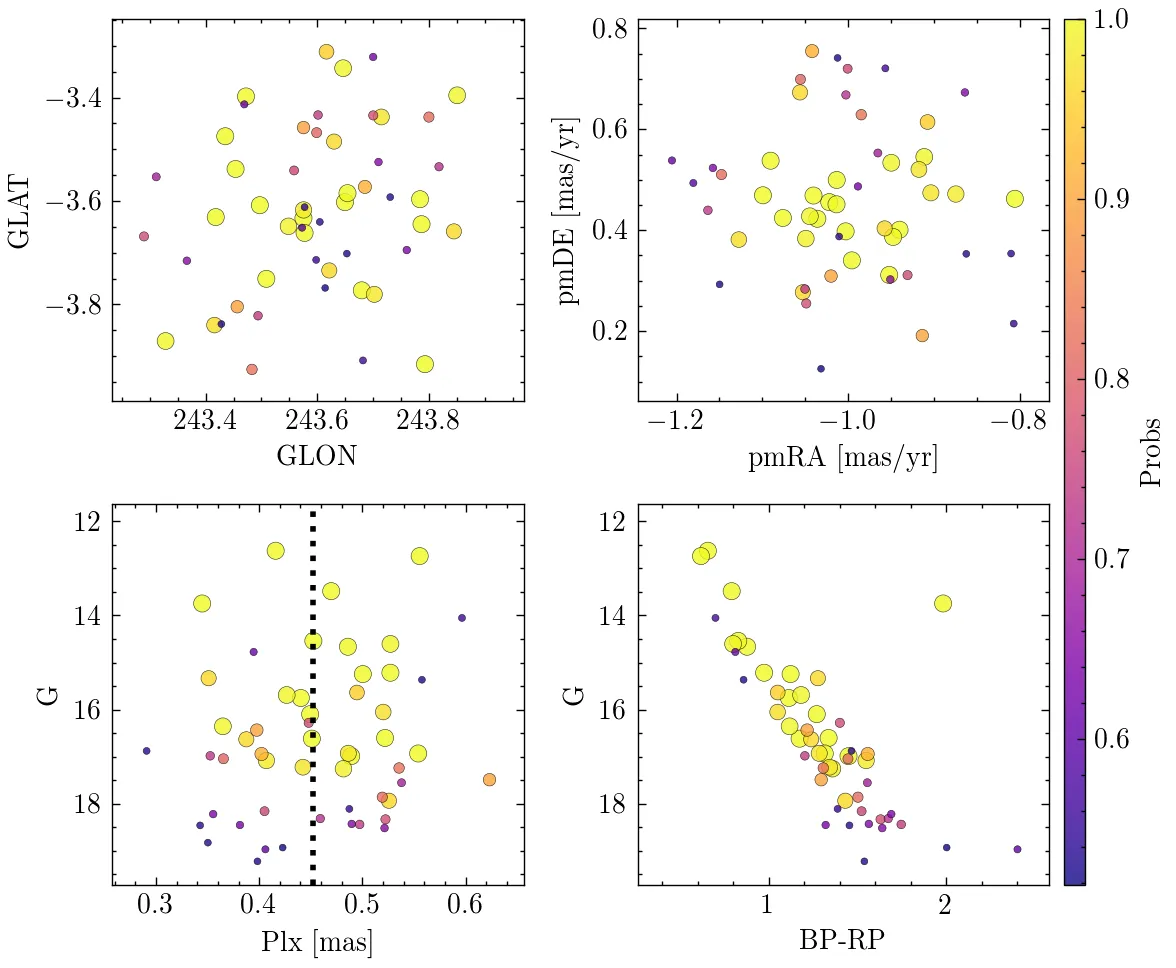 −3.4
−3.6
−3.8
GLAT
243.4 243.6 243.8
GLON
0.8
0.6
0.4
0.2
pmDE [mas/yr]
−1.2 −1.0 −0.8
pmRA [mas/yr]
1.0
0.9
0.8
0.7
0.6
Probs
12
14
16
18
G
0.3 0.4 0.5 0.6
Plx [mas]
12
14
16
18
G
1 2
BP-RP